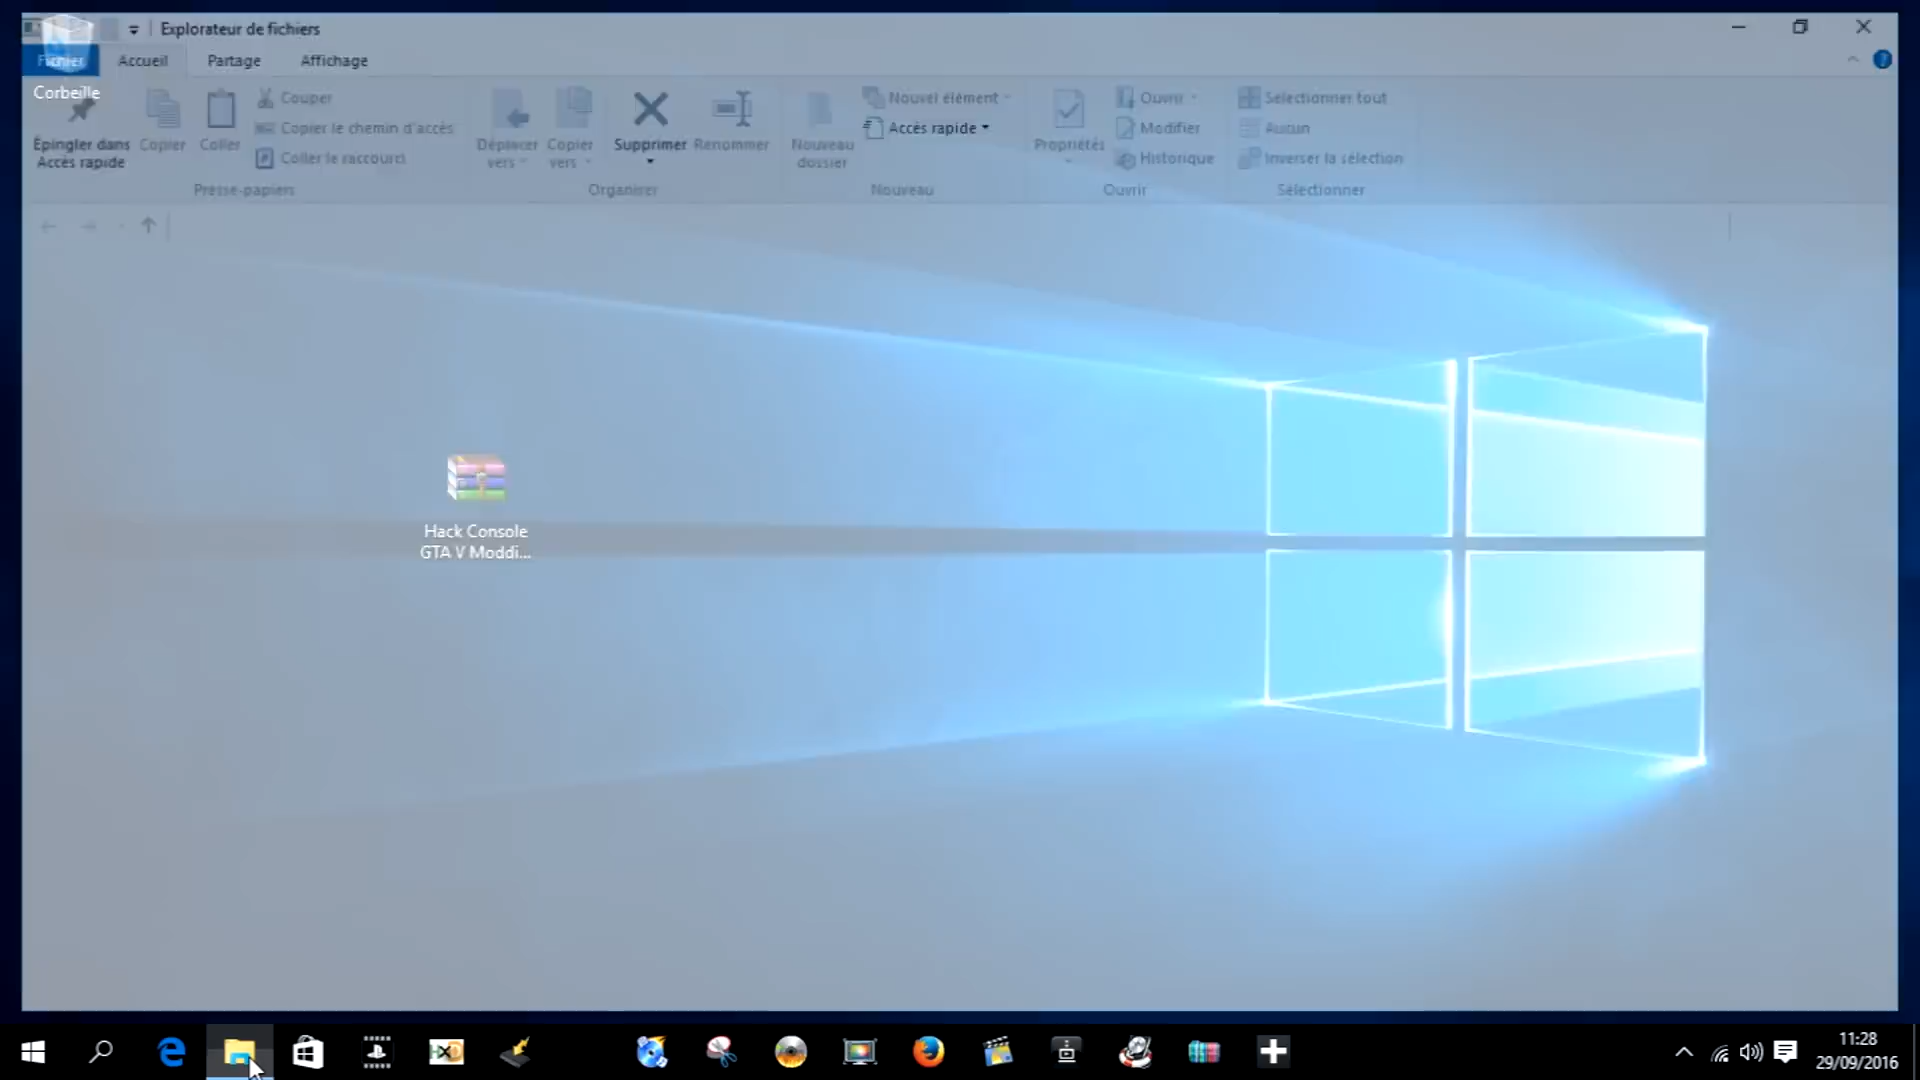 Explorateur de fichiers
Fichier
Accueil
Partage
Affichage
Corbeille
Épingler dans
Accès rapide
Copier
Coller
Couper
Copier le chemin d'accès
Coller le raccourci
Presse-papiers
Déplacer
vers
Copier
vers
Supprimer
Renommer
Organiser
Nouveau
dossier
Nouvel élément
Accès rapide
Nouveau
Propriétés
Ouvrir
Modifier
Historique
Ouvrir
Sélectionner tout
Aucun
Inverser la sélection
Sélectionner
Hack Console
GTA V Moddi...
11:28
29/09/2016